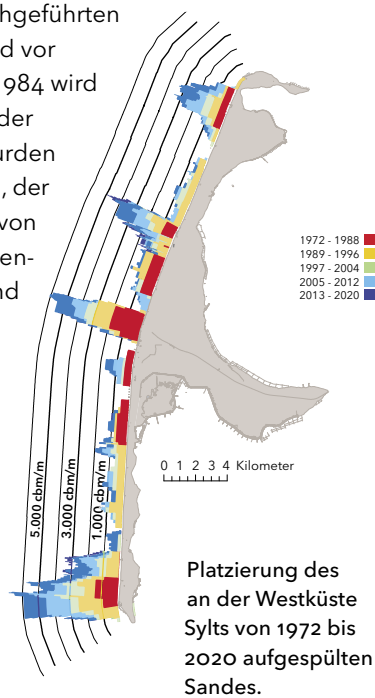 hgeführten
d vor
984 wird
der
urden
, der
von
en-
nd
1972 - 1988
1989 - 1996
1997 - 2004
2005 - 2012
2013 - 2020
0 1 2 3 4 Kilometer
5.000 cbm/m
3.000 cbm/m
1.000 cbm/m
Platzierung des
an der Westküste
Sylts von 1972 bis
2020 aufgespülten
Sandes.